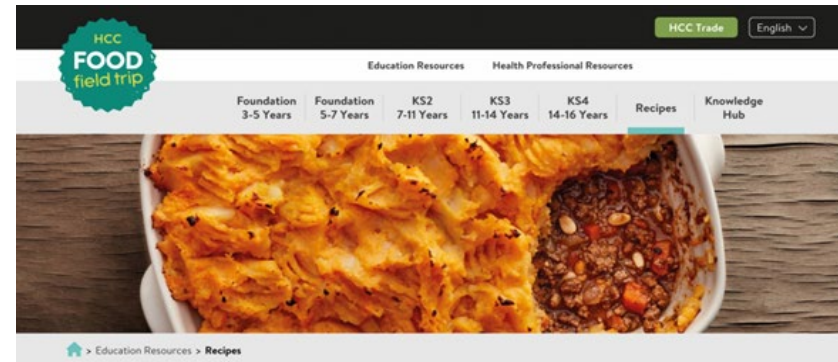 HCC
FOOD
field trip
HCC Trade
English
Education Resources
Health Professional Resources
Foundation
3-5 Years
Foundation
5-7 Years
KS2
7-11 Years
KS3
11-14 Years
KS4
14-16 Years
Recipes
Knowledge
Hub
> Education Resources > Recipes